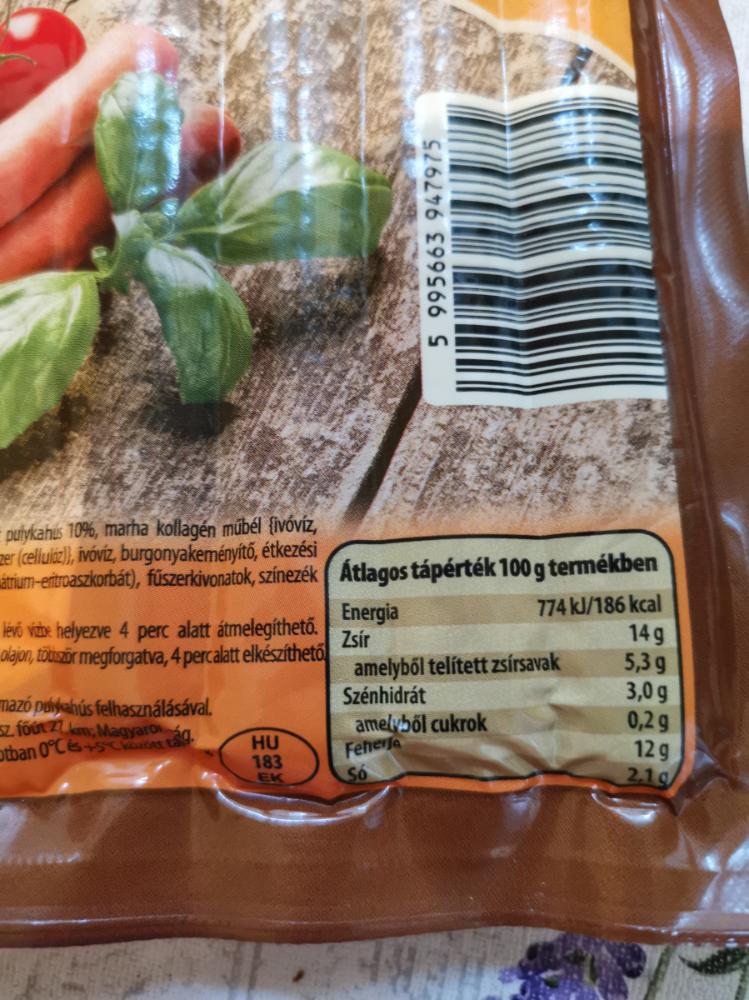 5 995663 947975
pulykahús 10%, marha kollagén műbél {ivóvíz,
(cellulóz)}, ivóvíz, burgonyakeményítő, étkezési
fűszerkivonatok, színezék
lévő vízbe helyezve 4 perc alatt átmelegíthető.
olajon, többször megforgatva, 4 perc alatt elkészíthető
pulykahús felhasználásával.
sz. főút 27. km, Magyaror ág.
0°C és +5°C között
HU
183
EK
Átlagos tápérték 100 g termékben
Energia 774 kJ/186 kcal
Zsír 14 g
amelyből telített zsírsavak 5,3 g
Szénhidrát 3,0 g
amelyből cukrok 0,2 g
Fehérje 12 g
Só 2,1 g